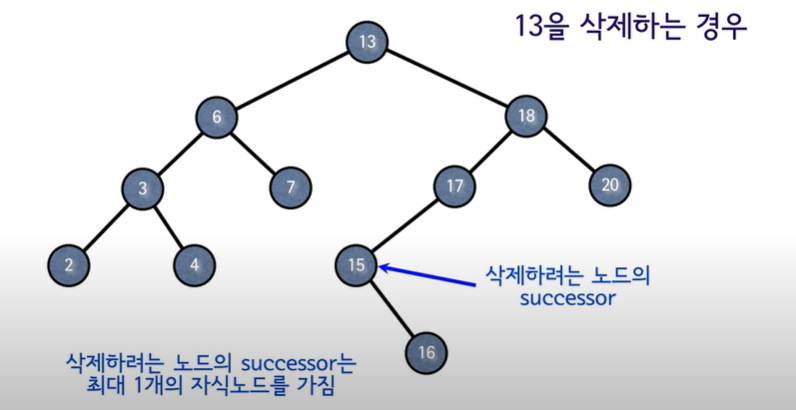 13을 삭제하는 경우
13
6
18
3
7
17
20
2
4
15
삭제하려는 노드의
successor
16
삭제하려는 노드의 successor는
최대 1개의 자식노드를 가짐